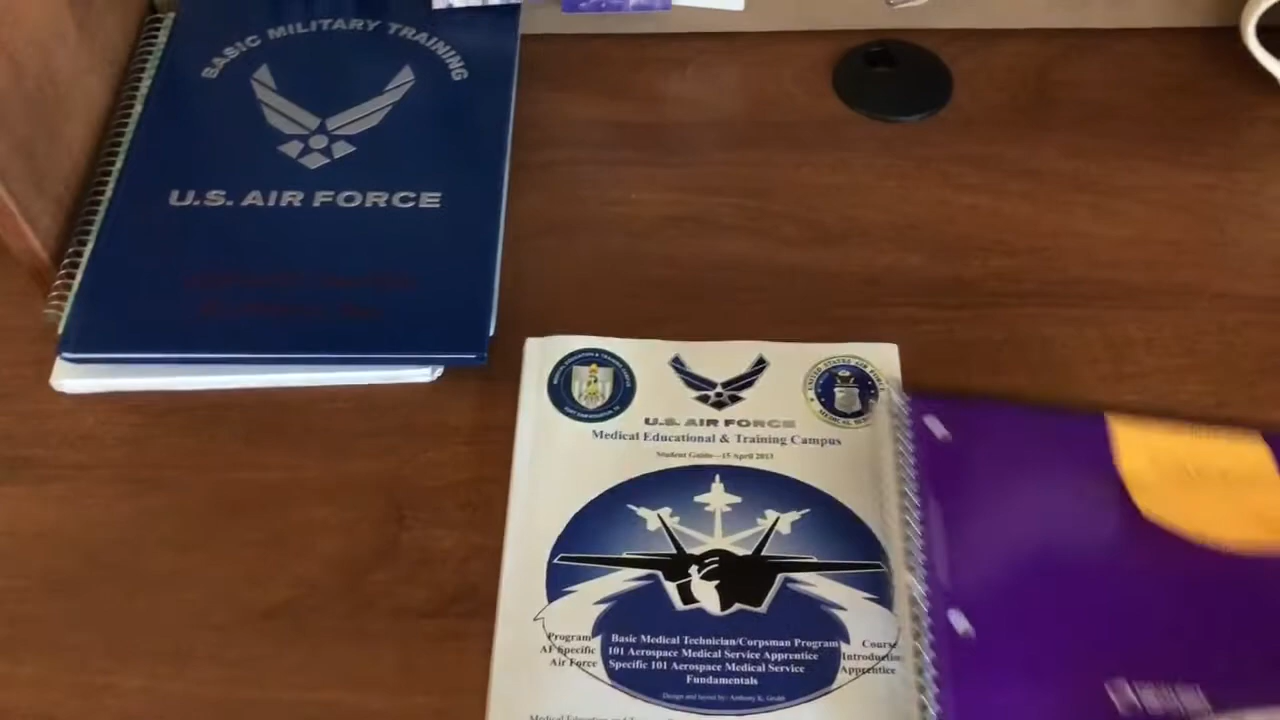 BASIC MILITARY TRAINING
U.S. AIR FORCE
U.S. AIR FORCE
Medical Educational & Training Campus
Student Guide—15 April 2013
Program
AF Specific
Air Force
Basic Medical Technician/Corpsman Program
101 Aerospace Medical Service Apprentice
Specific 101 Aerospace Medical Service
Fundamentals
Course
Introduction
Apprentice